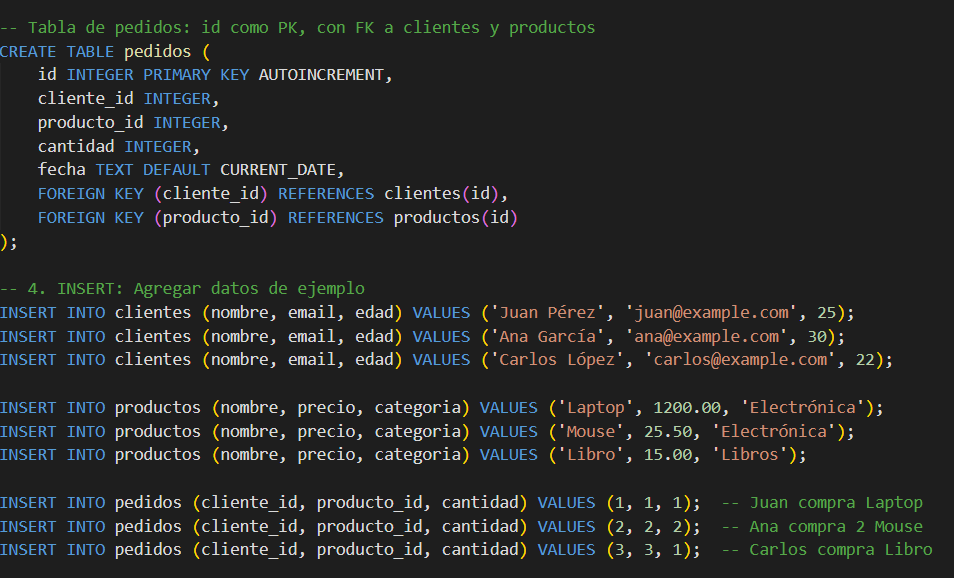 -- Tabla de pedidos: id como PK, con FK a clientes y productos
CREATE TABLE pedidos (
    id INTEGER PRIMARY KEY AUTOINCREMENT,
    cliente_id INTEGER,
    producto_id INTEGER,
    cantidad INTEGER,
    fecha TEXT DEFAULT CURRENT_DATE,
    FOREIGN KEY (cliente_id) REFERENCES clientes(id),
    FOREIGN KEY (producto_id) REFERENCES productos(id)
);

-- 4. INSERT: Agregar datos de ejemplo
INSERT INTO clientes (nombre, email, edad) VALUES ('Juan Pérez', 'juan@example.com', 25);
INSERT INTO clientes (nombre, email, edad) VALUES ('Ana García', 'ana@example.com', 30);
INSERT INTO clientes (nombre, email, edad) VALUES ('Carlos López', 'carlos@example.com', 22);

INSERT INTO productos (nombre, precio, categoria) VALUES ('Laptop', 1200.00, 'Electrónica');
INSERT INTO productos (nombre, precio, categoria) VALUES ('Mouse', 25.50, 'Electrónica');
INSERT INTO productos (nombre, precio, categoria) VALUES ('Libro', 15.00, 'Libros');

INSERT INTO pedidos (cliente_id, producto_id, cantidad) VALUES (1, 1, 1);  -- Juan compra Laptop
INSERT INTO pedidos (cliente_id, producto_id, cantidad) VALUES (2, 2, 2);  -- Ana compra 2 Mouse
INSERT INTO pedidos (cliente_id, producto_id, cantidad) VALUES (3, 3, 1);  -- Carlos compra Libro